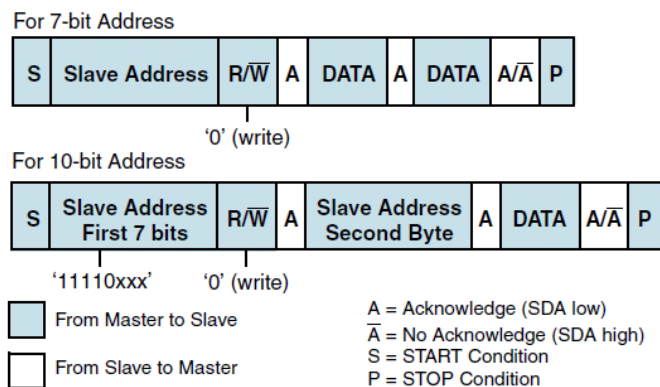 For 7-bit Address
S Slave Address R/W̅ A DATA A DATA A/A̅ P
‘0’ (write)
For 10-bit Address
S Slave Address First 7 bits R/W̅ A Slave Address Second Byte A DATA A/A̅ P
‘11110xxx’ ‘0’ (write)
From Master to Slave
From Slave to Master
A = Acknowledge (SDA low)
A̅ = No Acknowledge (SDA high)
S = START Condition
P = STOP Condition